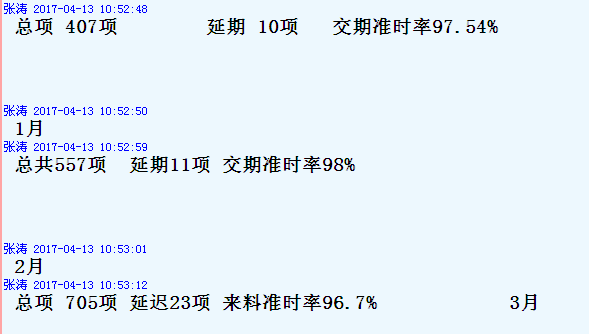 张涛 2017-04-13 10:52:48
总项 407项 延期 10项 交期准时率97.54%
张涛 2017-04-13 10:52:50
1月
张涛 2017-04-13 10:52:59
总共557项 延期11项 交期准时率98%
张涛 2017-04-13 10:53:01
2月
张涛 2017-04-13 10:53:12
总项 705项 延迟23项 来料准时率96.7% 3月